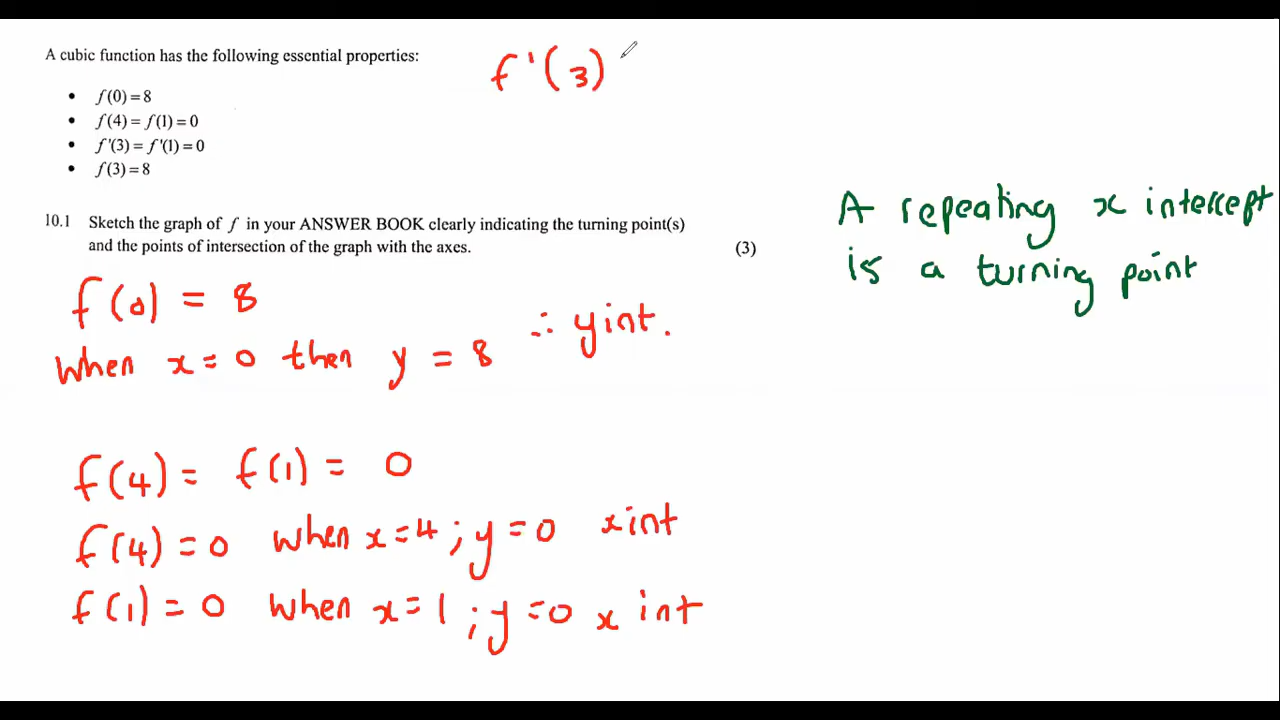 A cubic function has the following essential properties:
• f(0) = 8
• f(4) = f(1) = 0
• f'(3) = f'(1) = 0
• f(3) = 8
f'(3)
10.1 Sketch the graph of f in your ANSWER BOOK clearly indicating the turning point(s)
and the points of intersection of the graph with the axes. (3)
A repeating x intercept
is a turning point
f(0) = 8
when x = 0 then y = 8 ∴ y int.
f(4) = f(1) = 0
f(4) = 0 when x = 4 ; y = 0 x int
f(1) = 0 when x = 1 ; y = 0 x int